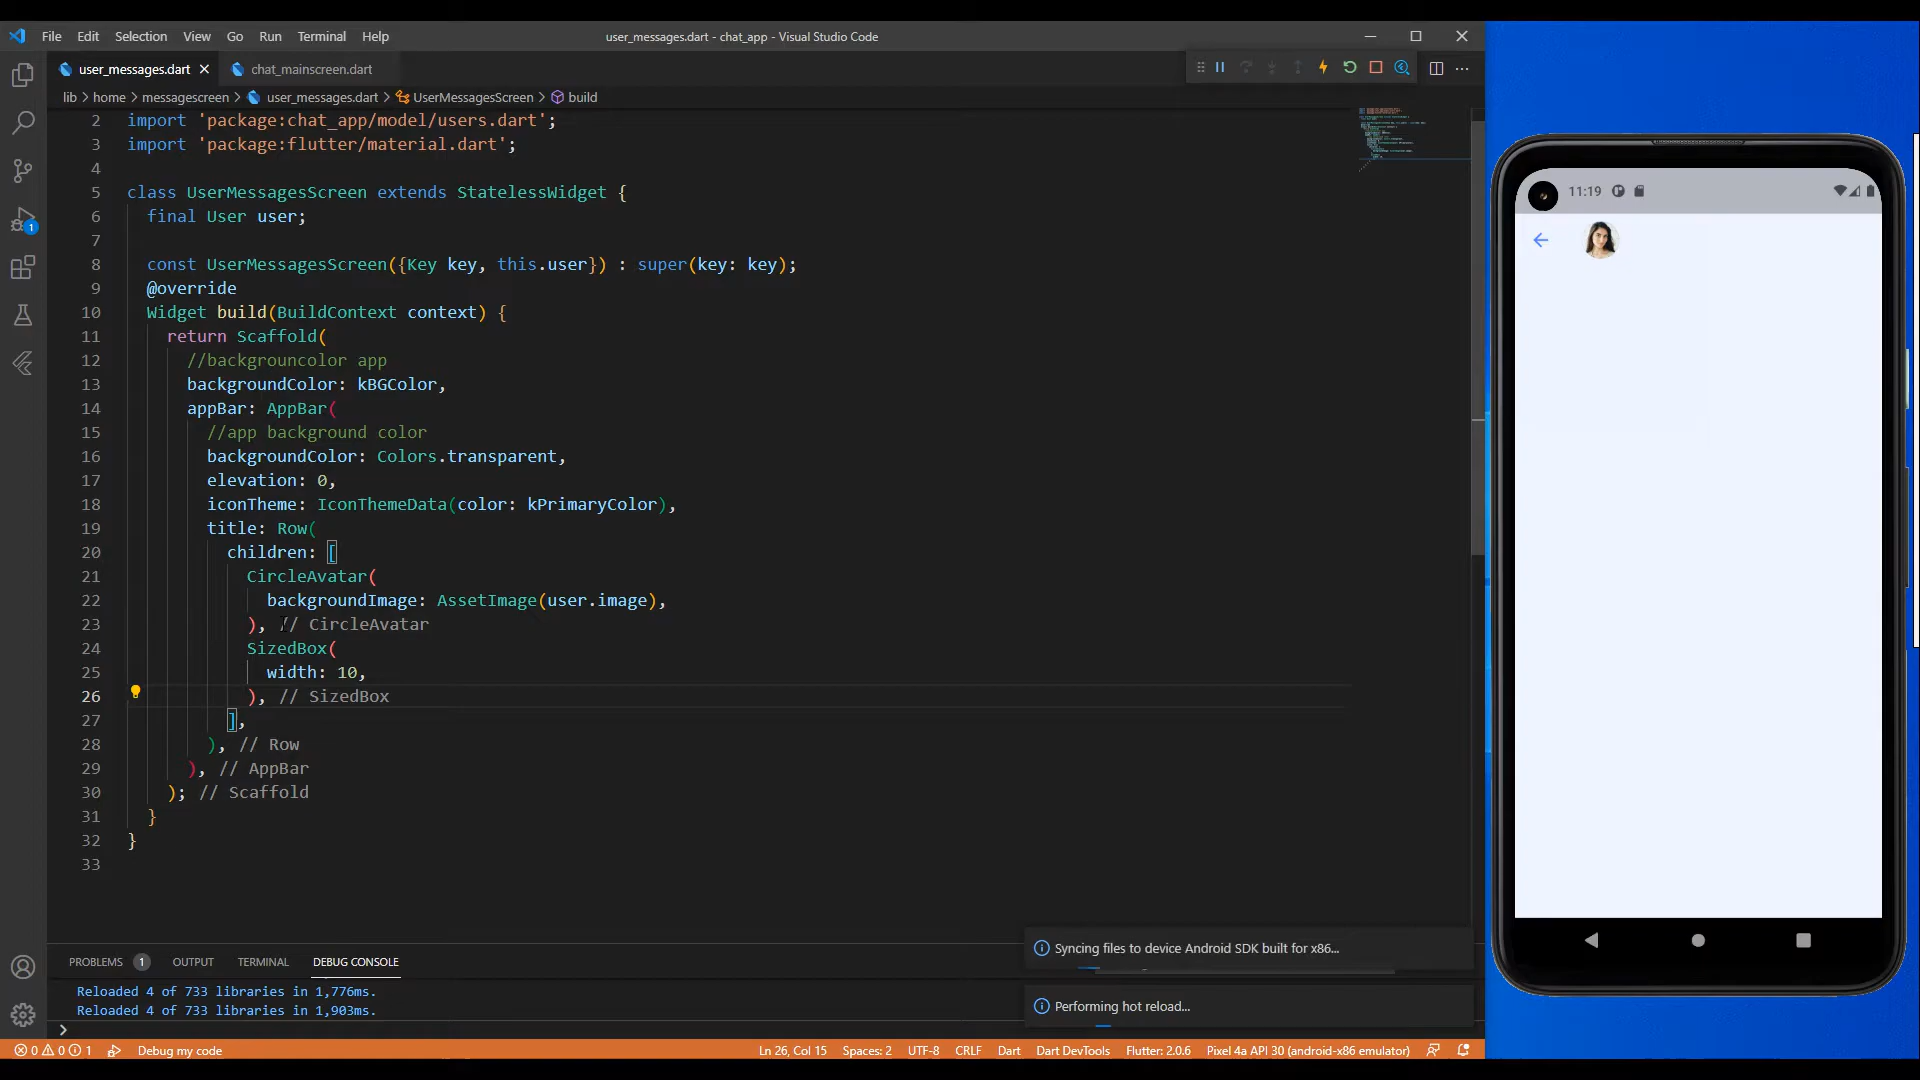 File Edit Selection View Go Run Terminal Help
user_messages.dart - chat_app - Visual Studio Code
user_messages.dart
chat_mainscreen.dart
lib > home > messagescreen > user_messages.dart > UserMessagesScreen > build
2 import 'package:chat_app/model/users.dart';
3 import 'package:flutter/material.dart';
4
5 class UserMessagesScreen extends StatelessWidget {
6 final User user;
7
8 const UserMessagesScreen({Key key, this.user}) : super(key: key);
9 @override
10 Widget build(BuildContext context) {
11 return Scaffold(
12 //backgrouncolor app
13 backgroundColor: kBGColor,
14 appBar: AppBar(
15 //app background color
16 backgroundColor: Colors.transparent,
17 elevation: 0,
18 iconTheme: IconThemeData(color: kPrimaryColor),
19 title: Row(
20 children: [
21 CircleAvatar(
22 backgroundImage: AssetImage(user.image),
23 ), // CircleAvatar
24 SizedBox(
25 width: 10,
26 ), // SizedBox
27 ],
28 ), // Row
29 ), // AppBar
30 ); // Scaffold
31 }
32 }
33
11:19
1
PROBLEMS 1 OUTPUT TERMINAL DEBUG CONSOLE
Reloaded 4 of 733 libraries in 1,776ms.
Reloaded 4 of 733 libraries in 1,903ms.
>
Syncing files to device Android SDK built for x86...
Performing hot reload...
0 0 1 Debug my code
Ln 26, Col 15 Spaces: 2 UTF-8 CRLF Dart Dart DevTools Flutter: 2.0.6 Pixel 4a API 30 (android-x86 emulator)